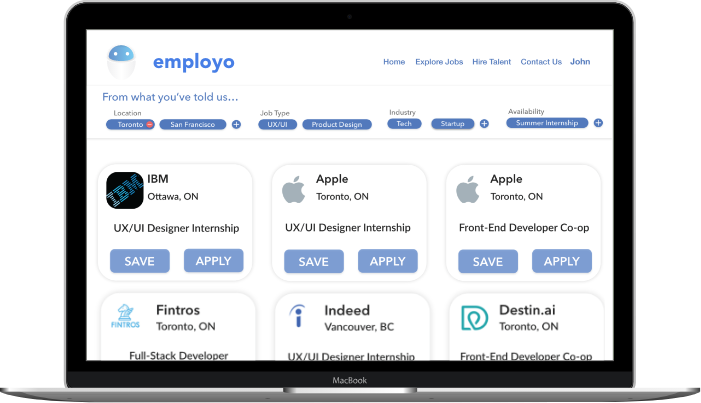 employo
Home Explore Jobs Hire Talent Contact Us John
From what you've told us...
Location Job Type Industry Availability
Toronto San Francisco UX/UI Product Design Tech Startup Summer Internship
IBM
IBM
Ottawa, ON
UX/UI Designer Internship
SAVE APPLY
Apple
Toronto, ON
UX/UI Designer Internship
SAVE APPLY
Apple
Toronto, ON
Front-End Developer Co-op
SAVE APPLY
FINTROS
Fintros
Toronto, ON
Full-Stack Developer
Indeed
Vancouver, BC
UX/UI Designer Internship
Destin.ai
Toronto, ON
Front-End Developer Co-op
MacBook